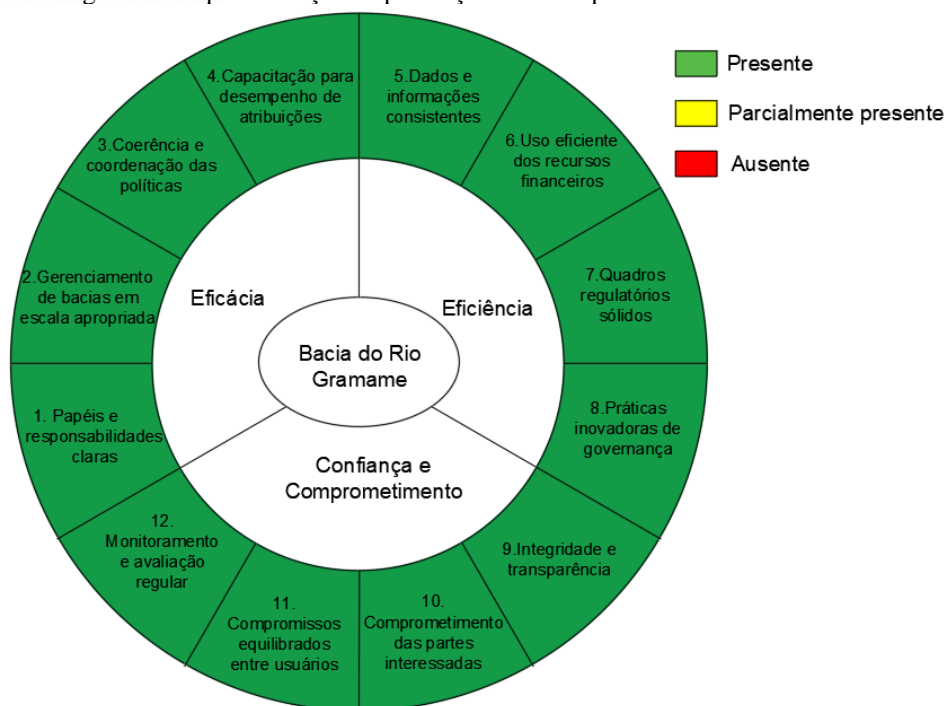 4.Capacitação para
desempenho de
atribuições
5.Dados e
informações
consistentes
6.Uso eficiente
dos recursos
financeiros
7.Quadros
regulatórios
sólidos
8.Práticas
inovadoras de
governança
9.Integridade e
transparência
10.
Comprometimento
das partes
interessadas
11.
Compromissos
equilibrados
entre usuários
12.
Monitoramento
e avaliação
regular
1. Papéis e
responsabilidades
claras
2.Gerenciamento
de bacias em
escala apropriada
3.Coerência e
coordenação das
políticas
Eficácia
Eficiência
Bacia do Rio
Gramame
Confiança e
Comprometimento
Presente
Parcialmente presente
Ausente